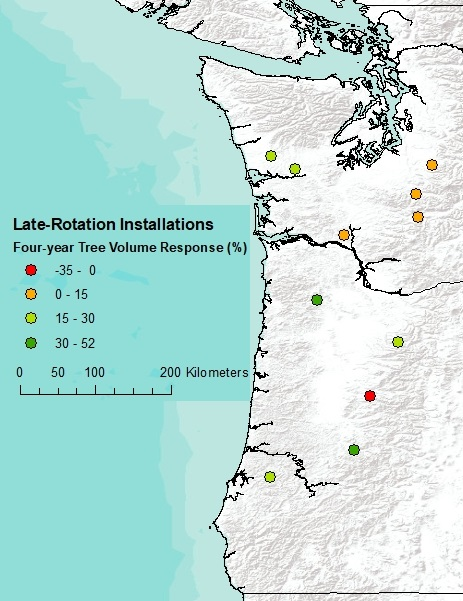 Late-Rotation Installations
Four-year Tree Volume Response (%)
-35 - 0
0 - 15
15 - 30
30 - 52
0 50 100 200 Kilometers